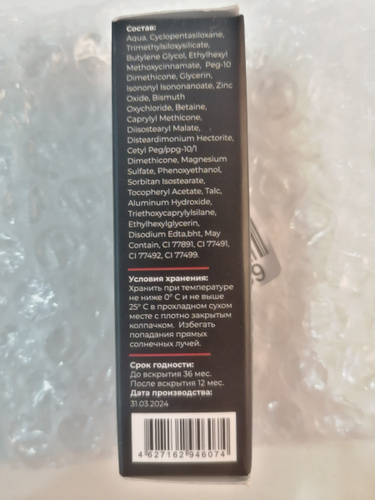 Состав:
Aqua, Cyclopentasiloxane,
Trimethylsiloxysilicate,
Butylene Glycol, Ethylhexyl
Methoxycinnamate, Peg-10
Dimethicone, Glycerin,
Isononyl Isononanoate, Zinc
Oxide, Bismuth
Oxychloride, Betaine,
Caprylyl Methicone,
Diisostearyl Malate,
Disteardimonium Hectorite,
Cetyl Peg/ppg-10/1
Dimethicone, Magnesium
Sulfate, Phenoxyethanol,
Sorbitan Isostearate,
Tocopheryl Acetate, Talc,
Aluminum Hydroxide,
Triethoxycaprylylsilane,
Ethylhexylglycerin,
Disodium Edta,bht, May
Contain, CI 77891, CI 77491,
CI 77492, CI 77499.
Условия хранения:
Хранить при температуре
не ниже 0° С и не выше
25° С в прохладном сухом
месте с плотно закрытым
колпачком. Избегать
попадания прямых
солнечных лучей.
Срок годности:
До вскрытия 36 мес.
После вскрытия 12 мес.
Дата производства:
31.03.2024
4 627162 946074